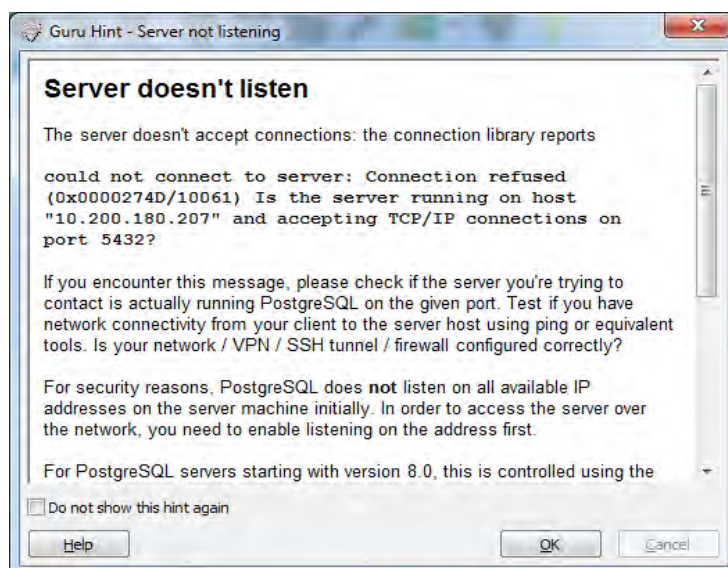 Guru Hint - Server not listening
Server doesn't listen
The server doesn't accept connections: the connection library reports
could not connect to server: Connection refused
(0x0000274D/10061) Is the server running on host
"10.200.180.207" and accepting TCP/IP connections on
port 5432?
If you encounter this message, please check if the server you're trying to
contact is actually running PostgreSQL on the given port. Test if you have
network connectivity from your client to the server host using ping or equivalent
tools. Is your network / VPN / SSH tunnel / firewall configured correctly?
For security reasons, PostgreSQL does not listen on all available IP
addresses on the server machine initially. In order to access the server over
the network, you need to enable listening on the address first.
For PostgreSQL servers starting with version 8.0, this is controlled using the
Do not show this hint again
Help OK Cancel